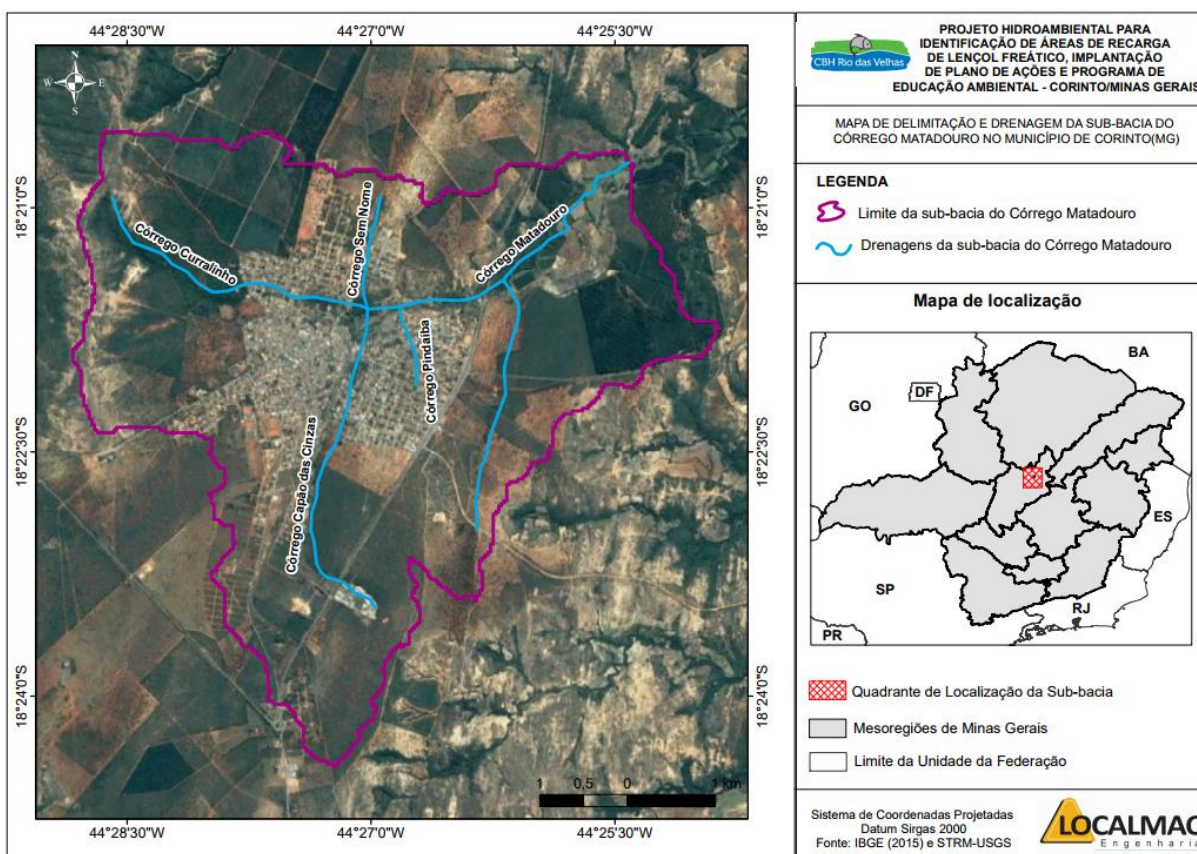 44°28'30"W
44°27'0"W
44°25'30"W
N
W
E
S
18°21'0"S
18°22'30"S
18°24'0"S
Córrego Curralinho
Córrego Sem Nome
Córrego Matadouro
Córrego Pindaíba
Córrego Capão das Cinzas
1
0,5
0
1 km
18°21'0"S
18°22'30"S
18°24'0"S
44°28'30"W
44°27'0"W
44°25'30"W
CBH Rio das Velhas
PROJETO HIDROAMBIENTAL PARA
IDENTIFICAÇÃO DE ÁREAS DE RECARGA
DE LENÇOL FREÁTICO, IMPLANTAÇÃO
DE PLANO DE AÇÕES E PROGRAMA DE
EDUCAÇÃO AMBIENTAL - CORINTO/MINAS GERAIS
MAPA DE DELIMITAÇÃO E DRENAGEM DA SUB-BACIA DO
CÓRREGO MATADOURO NO MUNICÍPIO DE CORINTO(MG)
LEGENDA
Limite da sub-bacia do Córrego Matadouro
Drenagens da sub-bacia do Córrego Matadouro
Mapa de localização
BA
DF
GO
ES
SP
RJ
PR
Quadrante de Localização da Sub-bacia
Mesoregiões de Minas Gerais
Limite da Unidade da Federação
Sistema de Coordenadas Projetadas
Datum Sirgas 2000
Fonte: IBGE (2015) e STRM-USGS
LOCALMAQ
Engenharia